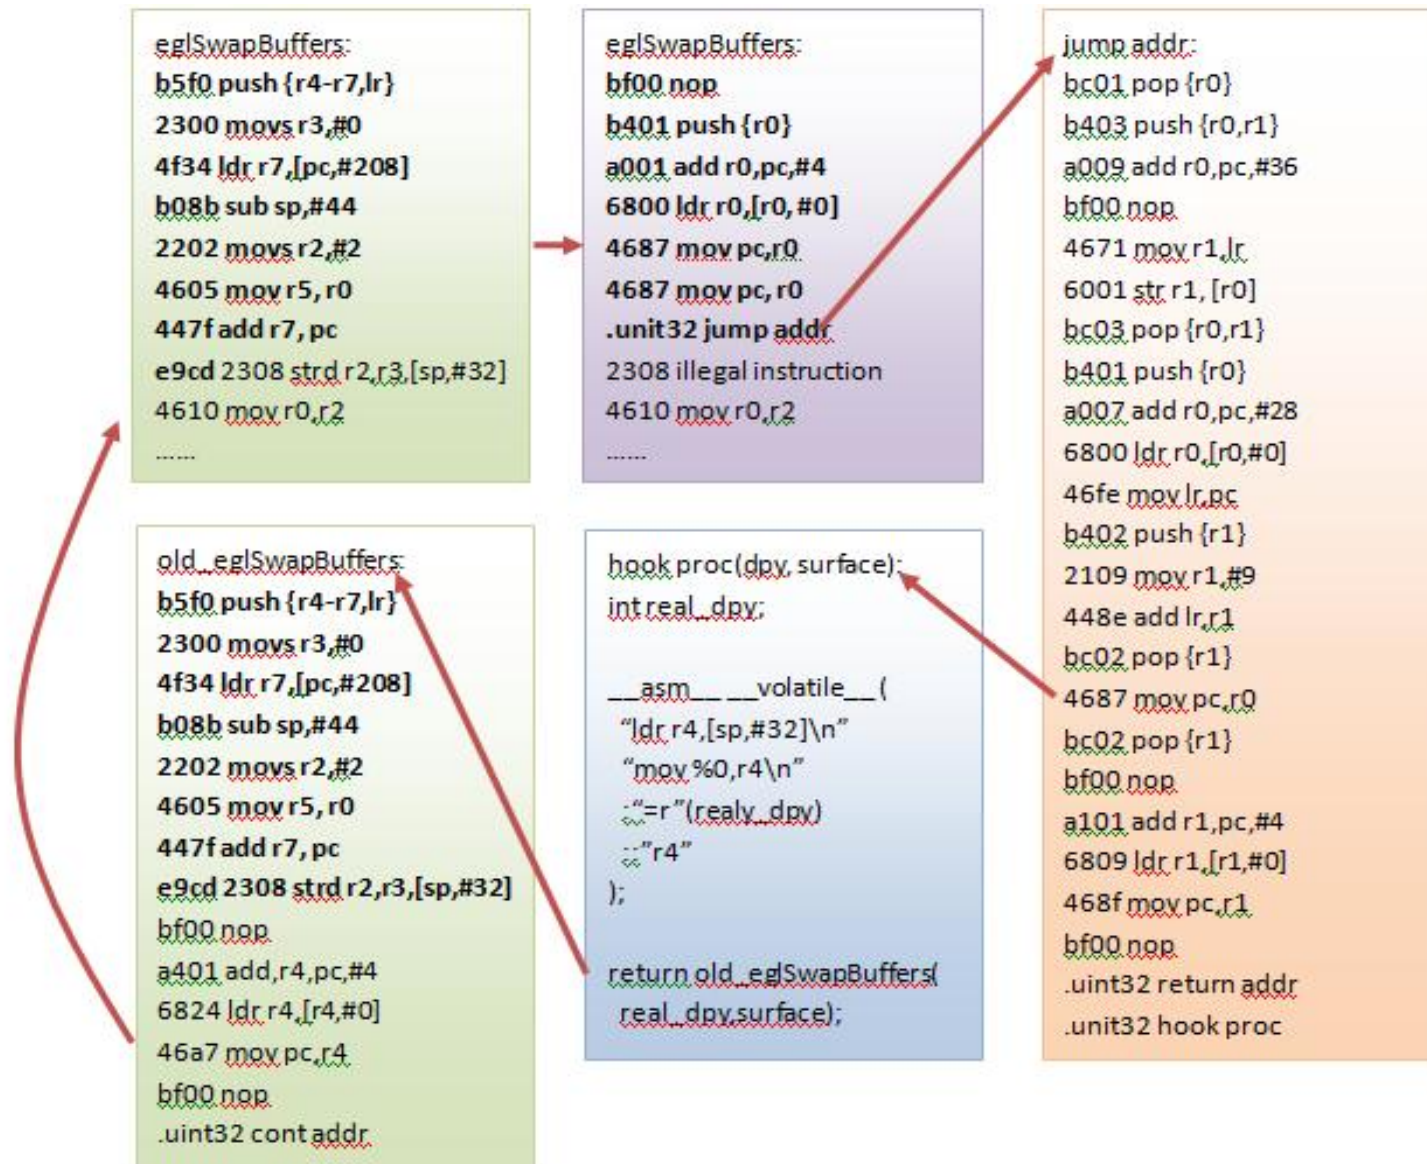 eglSwapBuffers:
b5f0 push {r4-r7,lr}
2300 movs r3,#0
4f34 ldr r7,[pc,#208]
b08b sub sp,#44
2202 movs r2,#2
4605 mov r5, r0
447f add r7, pc
e9cd 2308 strd r2,r3,[sp,#32]
4610 mov r0,r2
......
eglSwapBuffers:
bf00 nop
b401 push {r0}
a001 add r0,pc,#4
6800 ldr r0,[r0, #0]
4687 mov pc,r0
4687 mov pc, r0
.unit32 jump addr
2308 illegal instruction
4610 mov r0,r2
......
jump addr:
bc01 pop {r0}
b403 push {r0,r1}
a009 add r0,pc,#36
bf00 nop
4671 mov r1,lr
6001 str r1, [r0]
bc03 pop {r0,r1}
b401 push {r0}
a007 add r0,pc,#28
6800 ldr r0,[r0,#0]
46fe mov lr,pc
b402 push {r1}
2109 mov r1,#9
448e add lr,r1
bc02 pop {r1}
4687 mov pc,r0
bc02 pop {r1}
bf00 nop
a101 add r1,pc,#4
6809 ldr r1,[r1,#0]
468f mov pc,r1
bf00 nop
.uint32 return addr
.unit32 hook proc
old_eglSwapBuffers:
b5f0 push {r4-r7,lr}
2300 movs r3,#0
4f34 ldr r7,[pc,#208]
b08b sub sp,#44
2202 movs r2,#2
4605 mov r5, r0
447f add r7, pc
e9cd 2308 strd r2,r3,[sp,#32]
bf00 nop
a401 add,r4,pc,#4
6824 ldr r4,[r4,#0]
46a7 mov pc,r4
bf00 nop
.uint32 cont addr
hook proc(dpy, surface):
int real_dpy;
__asm__ __volatile__ (
“ldr r4,[sp,#32]\n”
“mov %0,r4\n”
:“=r”(realy_dpy)
::”r4”
);
return old_eglSwapBuffers(
real_dpy,surface);